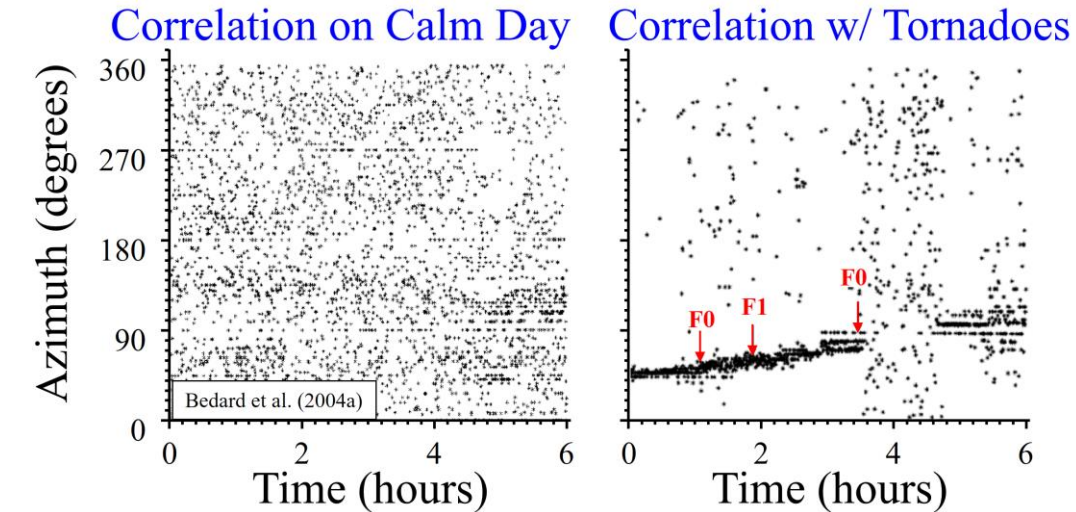 Correlation on Calm Day
Correlation w/ Tornadoes
Azimuth (degrees)
360
270
180
90
0
Bedard et al. (2004a)
F0
F1
F0
0 2 4 6
0 2 4 6
Time (hours)
Time (hours)